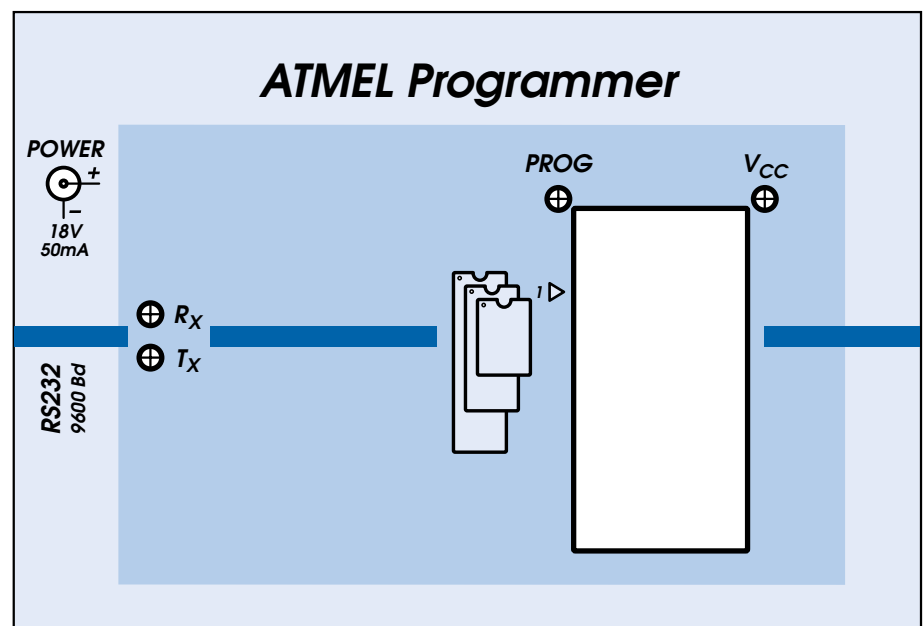 ATMEL Programmer
POWER
+
–
18V
50mA
PROG
VCC
1
RX
TX
RS232
9600 Bd